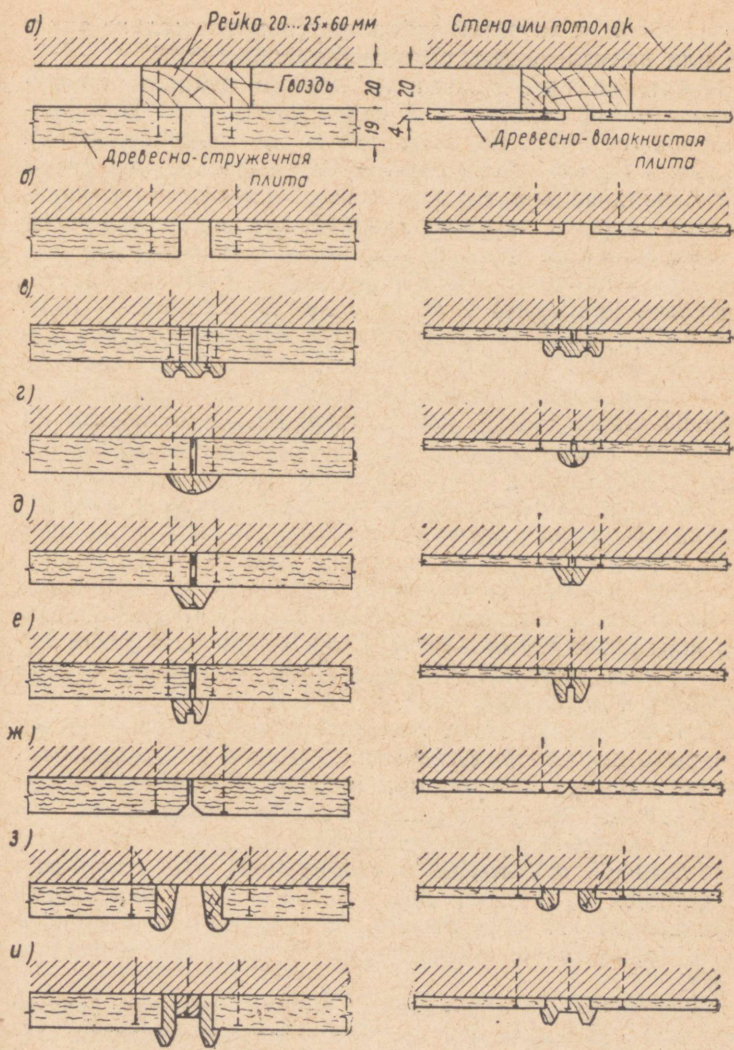 а)
Рейка 20...25×60 мм
Стена или потолок
Гвоздь
20
20
19
4
Древесно-стружечная
плита
Древесно-волокнистая
плита
б)
в)
г)
д)
е)
ж)
з)
и)